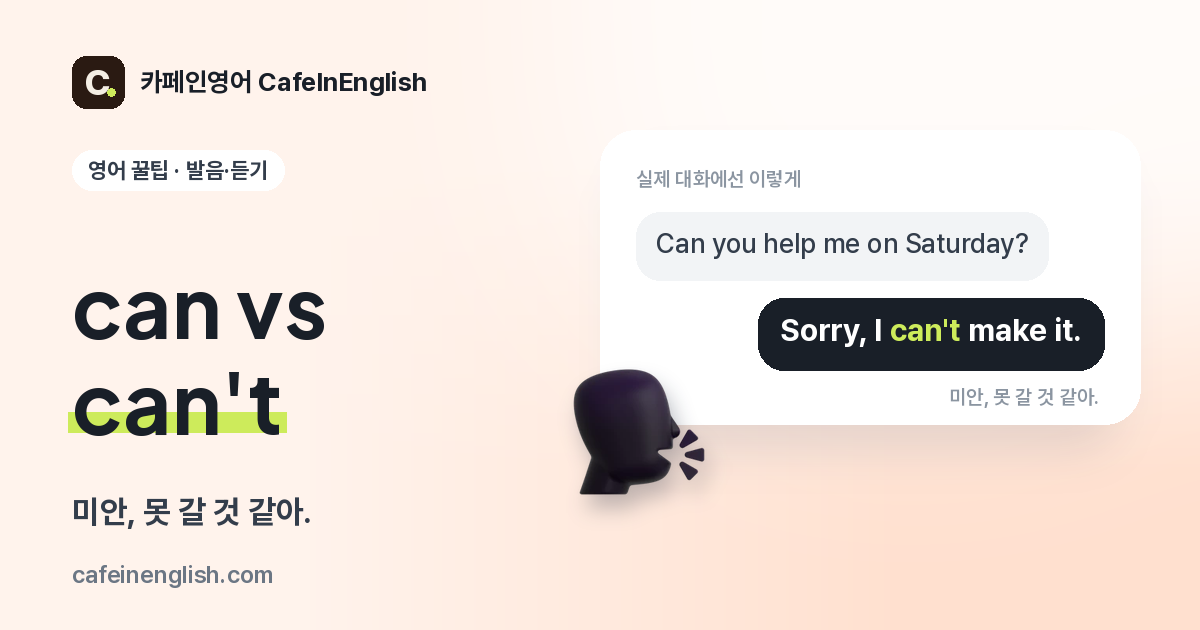 C.
카페인영어 CafeInEnglish
영어 꿀팁 · 발음·듣기
can vs
can't
미안, 못 갈 것 같아.
cafeinenglish.com
실제 대화에선 이렇게
Can you help me on Saturday?
Sorry, I can't make it.
미안, 못 갈 것 같아.